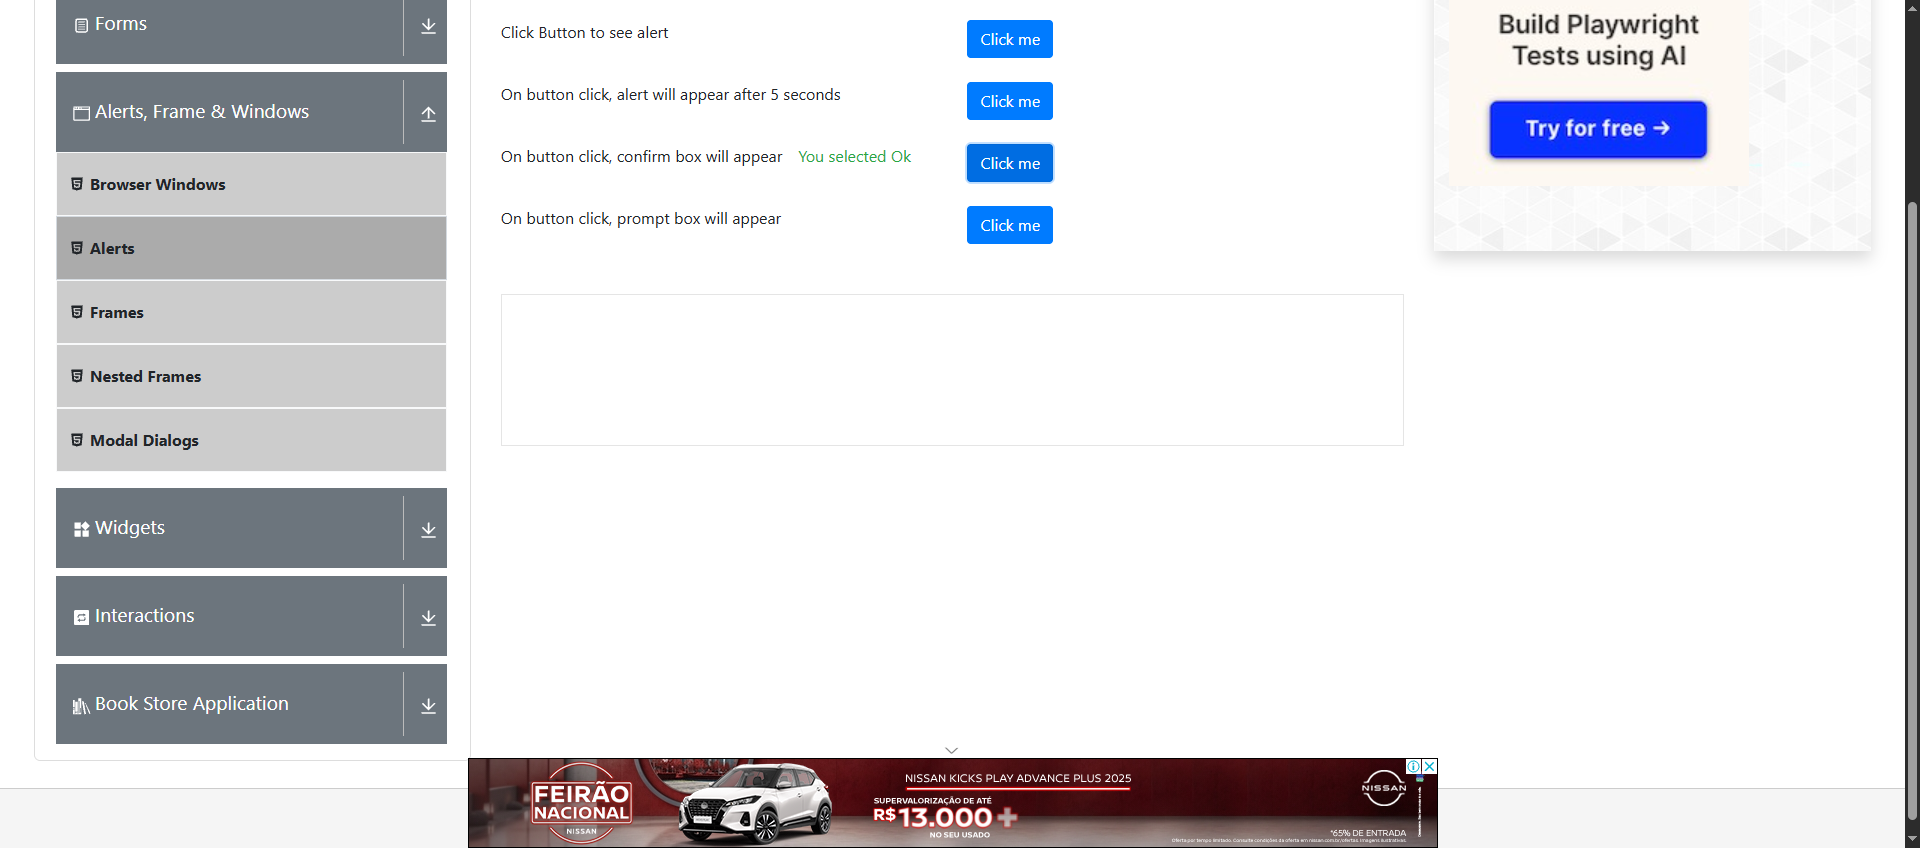 Forms
Alerts, Frame & Windows
Browser Windows
Alerts
Frames
Nested Frames
Modal Dialogs
Widgets
Interactions
Book Store Application
Click Button to see alert
Click me
On button click, alert will appear after 5 seconds
Click me
On button click, confirm box will appear You selected Ok
Click me
On button click, prompt box will appear
Click me
Build Playwright
Tests using AI
Try for free →
FEIRÃO
NACIONAL
NISSAN
NISSAN KICKS PLAY ADVANCE PLUS 2025
SUPERVALORIZAÇÃO DE ATÉ
R$ 13.000 +
NO SEU USADO
NISSAN
*65% DE ENTRADA